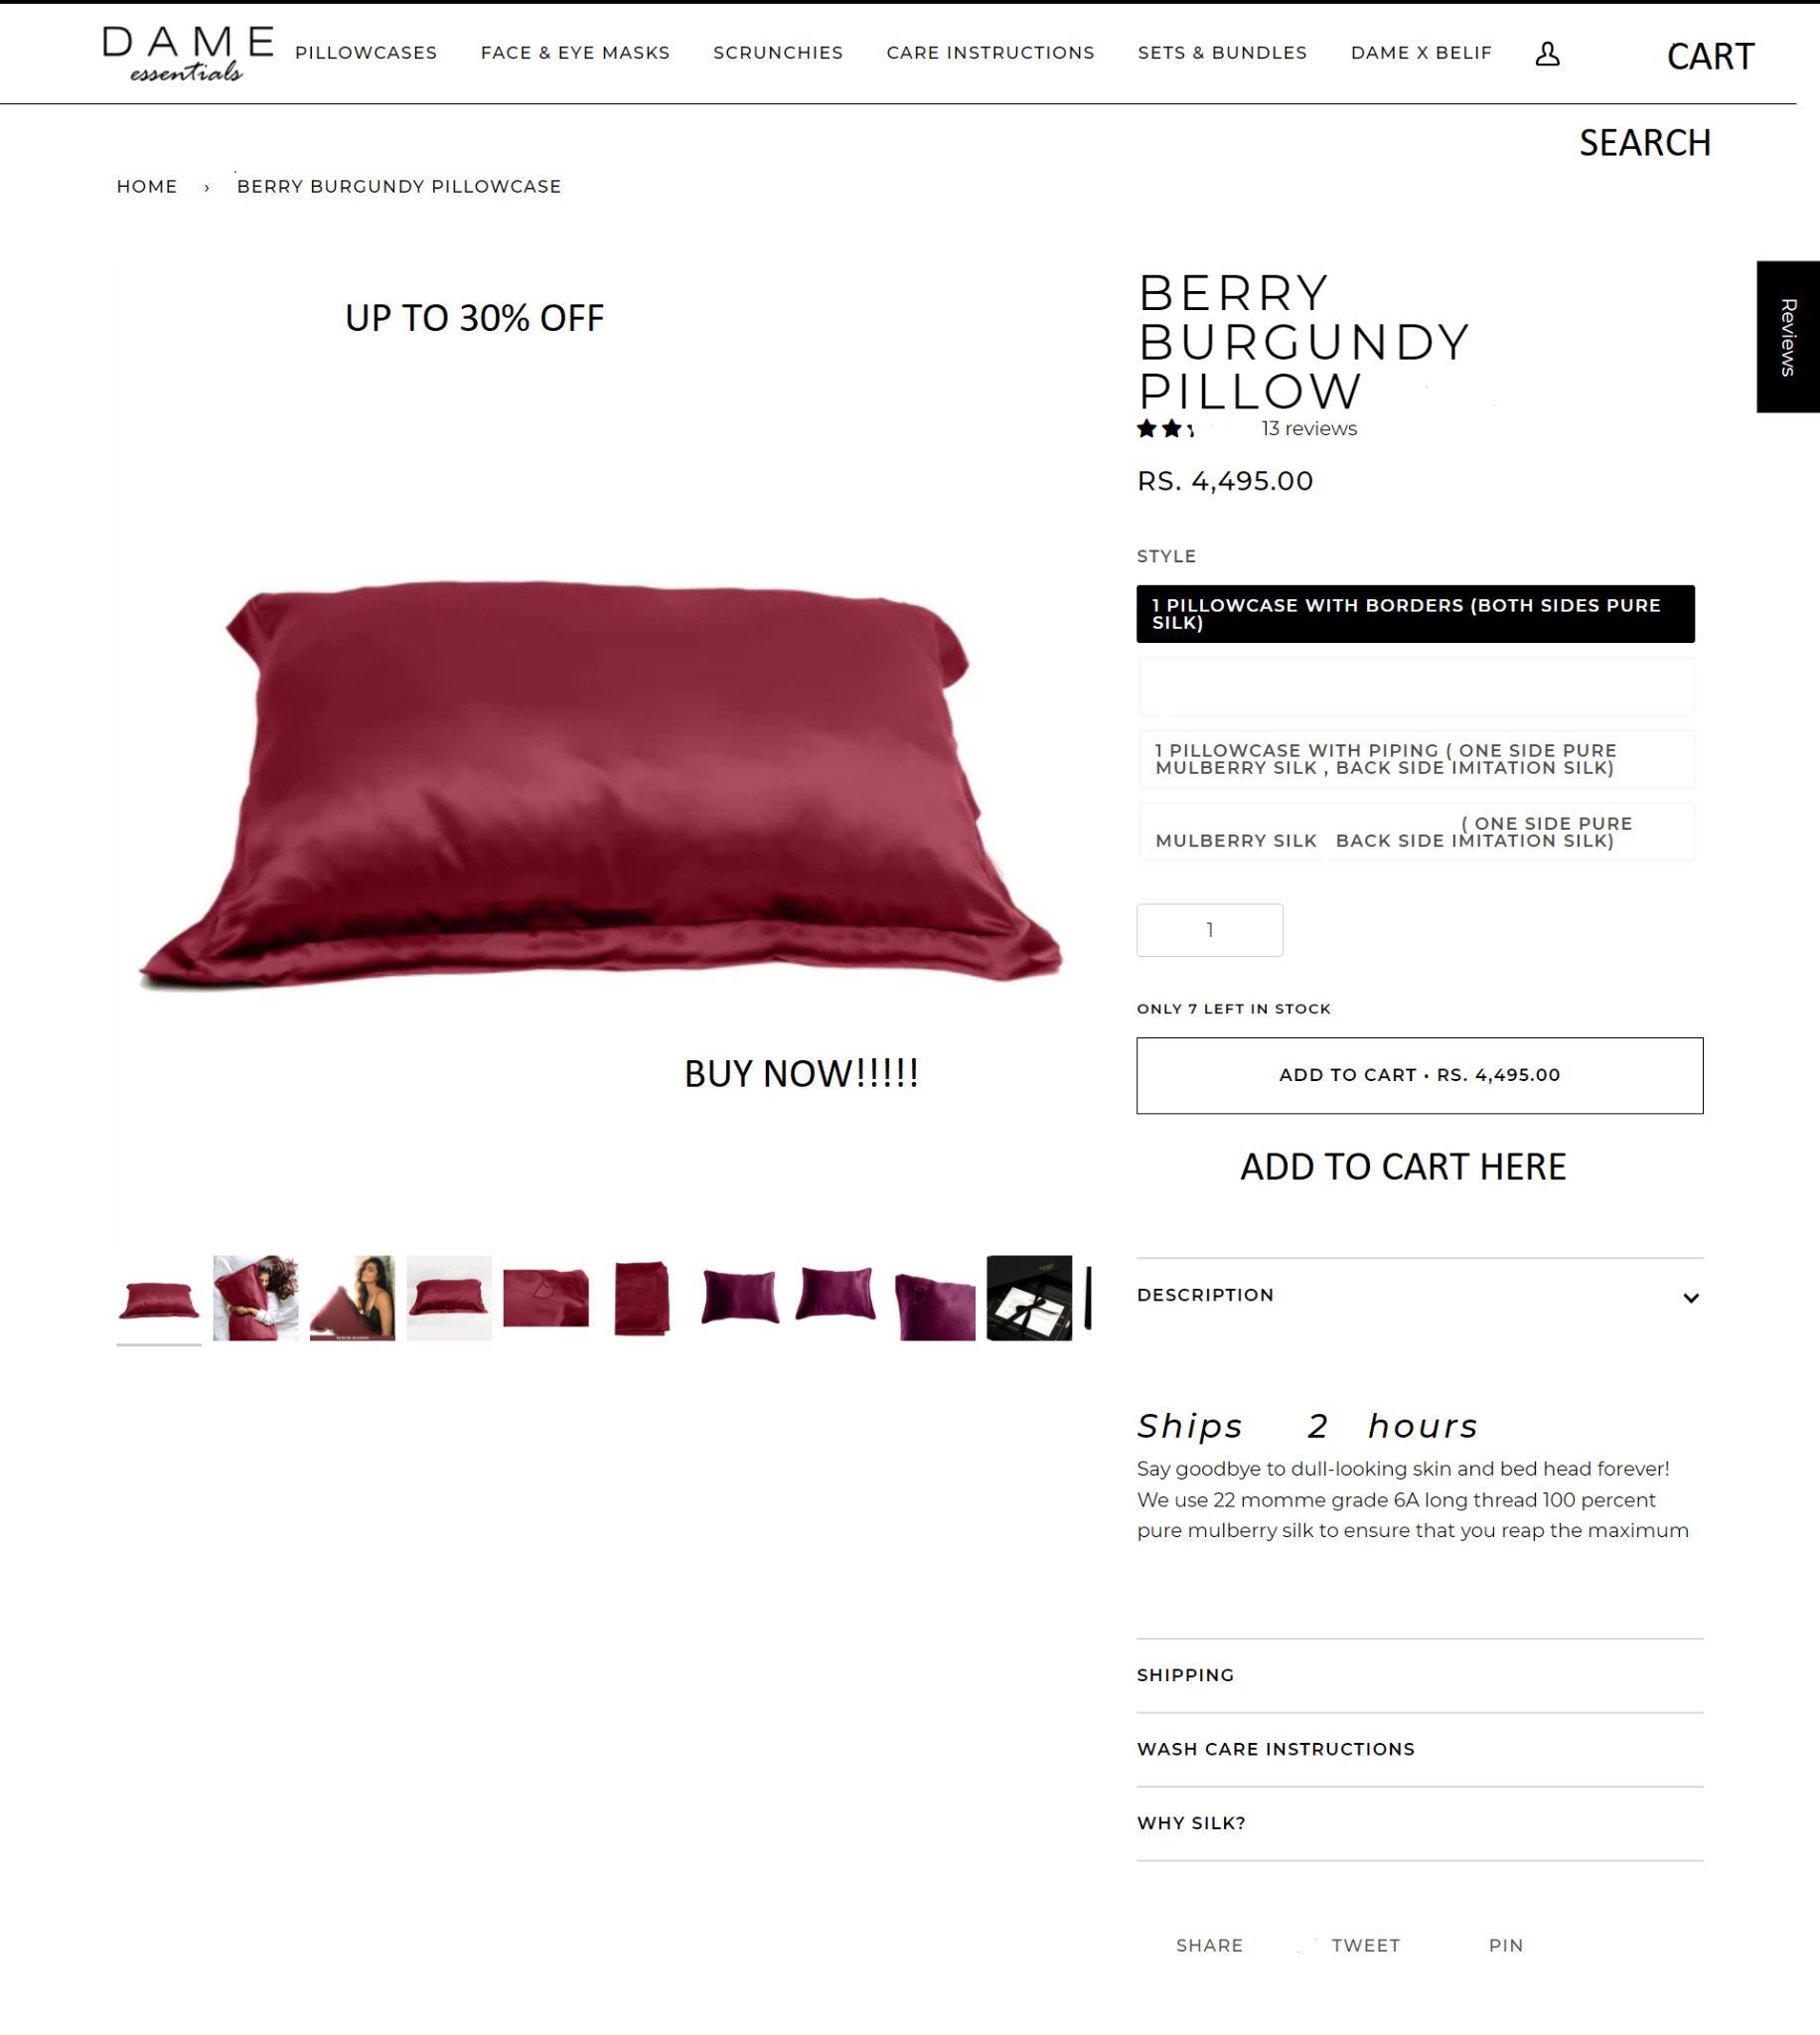 DAME
essentials
PILLOWCASES FACE & EYE MASKS SCRUNCHIES CARE INSTRUCTIONS SETS & BUNDLES DAME X BELIF CART
SEARCH
HOME › BERRY BURGUNDY PILLOWCASE
UP TO 30% OFF
BUY NOW!!!!!
BERRY
BURGUNDY
PILLOW
13 reviews
Reviews
RS. 4,495.00
STYLE
1 PILLOWCASE WITH BORDERS (BOTH SIDES PURE
SILK)
1 PILLOWCASE WITH PIPING ( ONE SIDE PURE
MULBERRY SILK , BACK SIDE IMITATION SILK)
( ONE SIDE PURE
MULBERRY SILK BACK SIDE IMITATION SILK)
1
ONLY 7 LEFT IN STOCK
ADD TO CART • RS. 4,495.00
ADD TO CART HERE
DESCRIPTION
Ships 2 hours
Say goodbye to dull-looking skin and bed head forever!
We use 22 momme grade 6A long thread 100 percent
pure mulberry silk to ensure that you reap the maximum
SHIPPING
WASH CARE INSTRUCTIONS
WHY SILK?
SHARE TWEET PIN